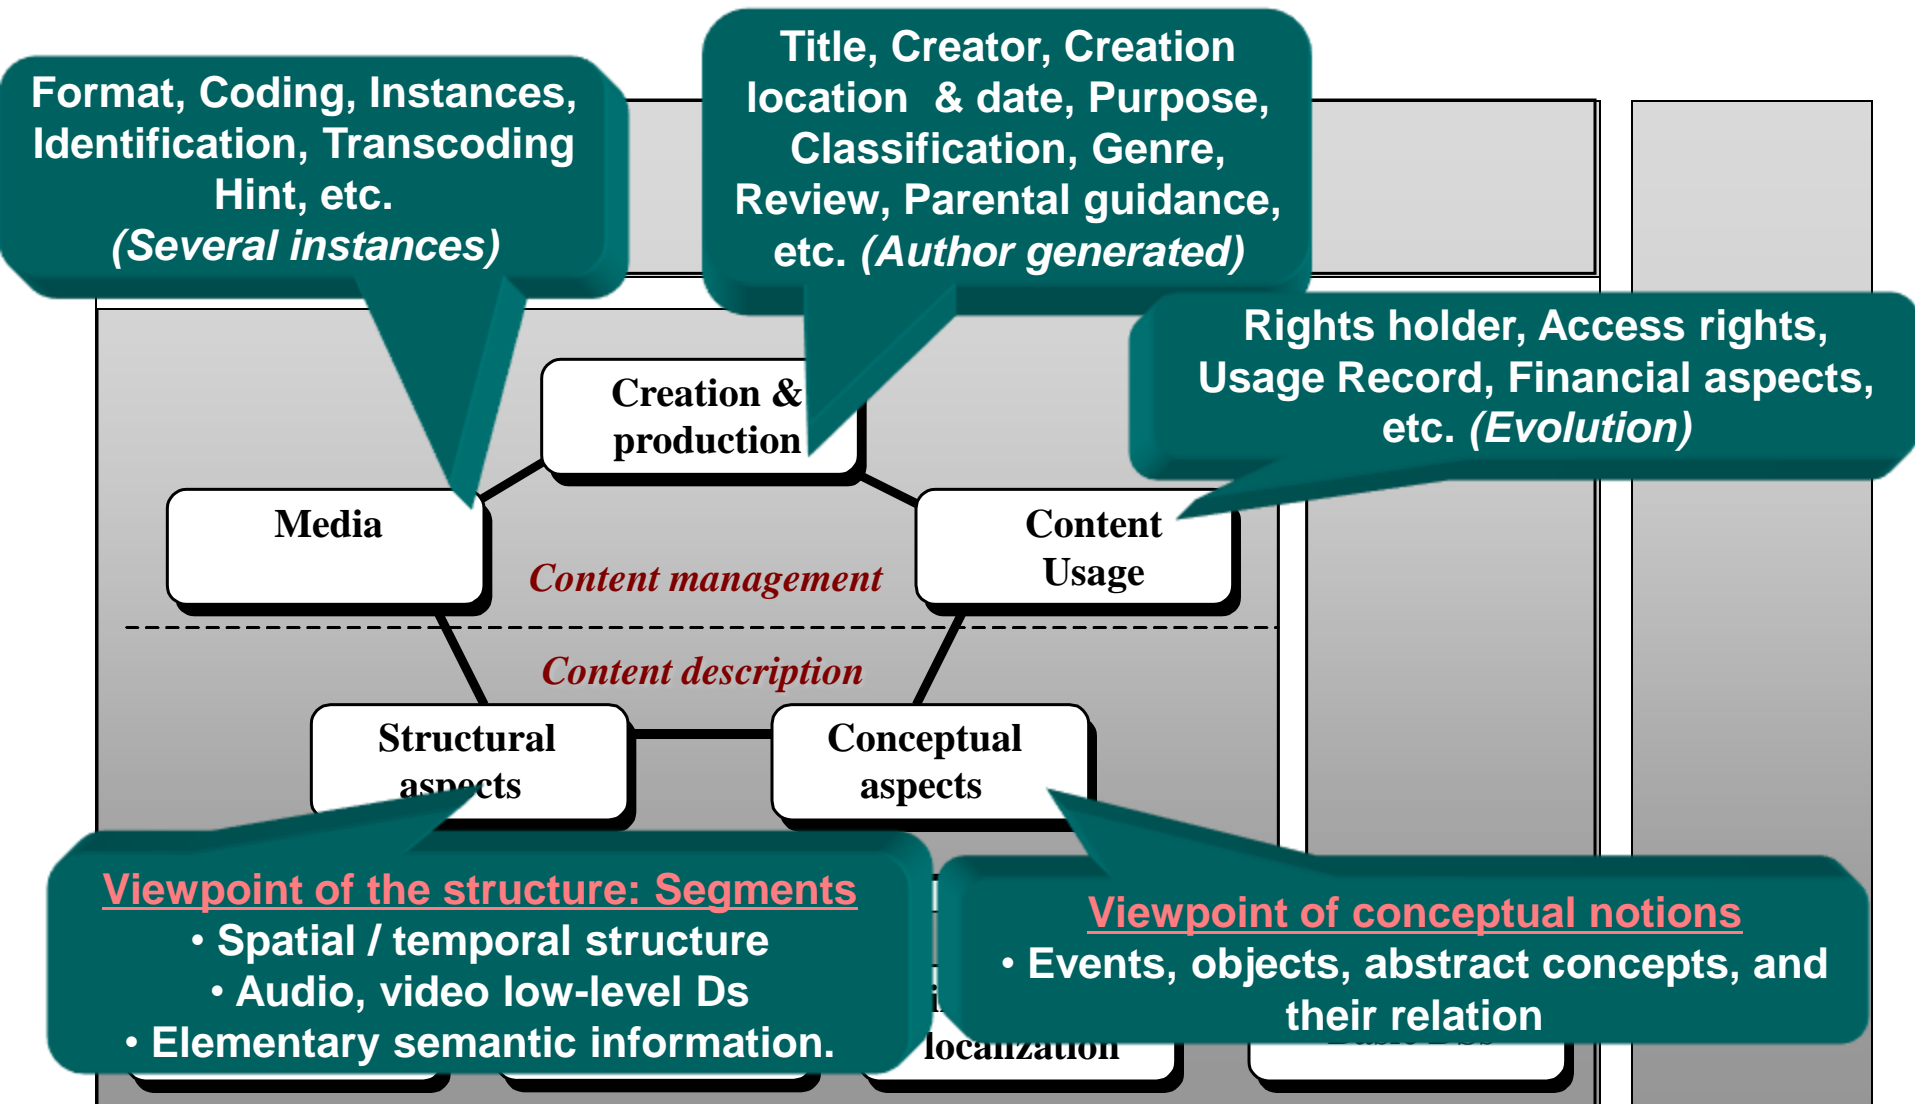 Format, Coding, Instances,
Identification, Transcoding
Hint, etc.
(Several instances)
Title, Creator, Creation
location & date, Purpose,
Classification, Genre,
Review, Parental guidance,
etc. (Author generated)
Rights holder, Access rights,
Usage Record, Financial aspects,
etc. (Evolution)
Creation &
production
Media
Content
Usage
Content management
Content description
Structural
aspects
Conceptual
aspects
Viewpoint of the structure: Segments
• Spatial / temporal structure
• Audio, video low-level Ds
• Elementary semantic information.
Viewpoint of conceptual notions
• Events, objects, abstract concepts, and
their relation
localization